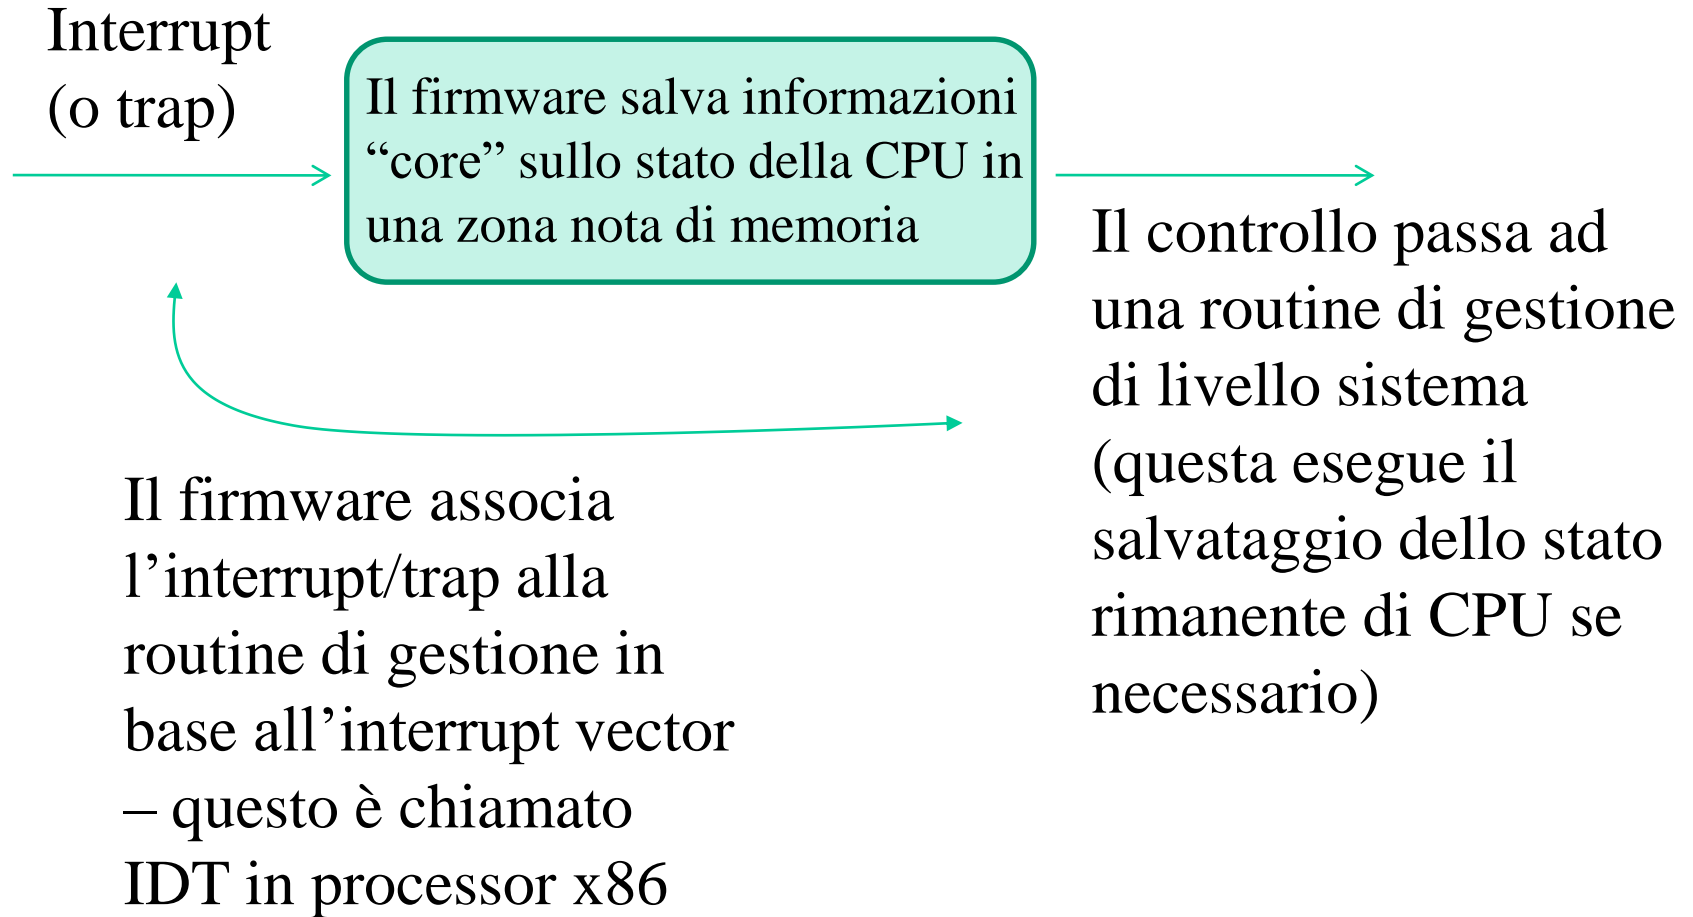 Interrupt
(o trap)
Il firmware salva informazioni
“core” sullo stato della CPU in
una zona nota di memoria
Il controllo passa ad
una routine di gestione
di livello sistema
(questa esegue il
salvataggio dello stato
rimanente di CPU se
necessario)
Il firmware associa
l’interrupt/trap alla
routine di gestione in
base all’interrupt vector
– questo è chiamato
IDT in processor x86